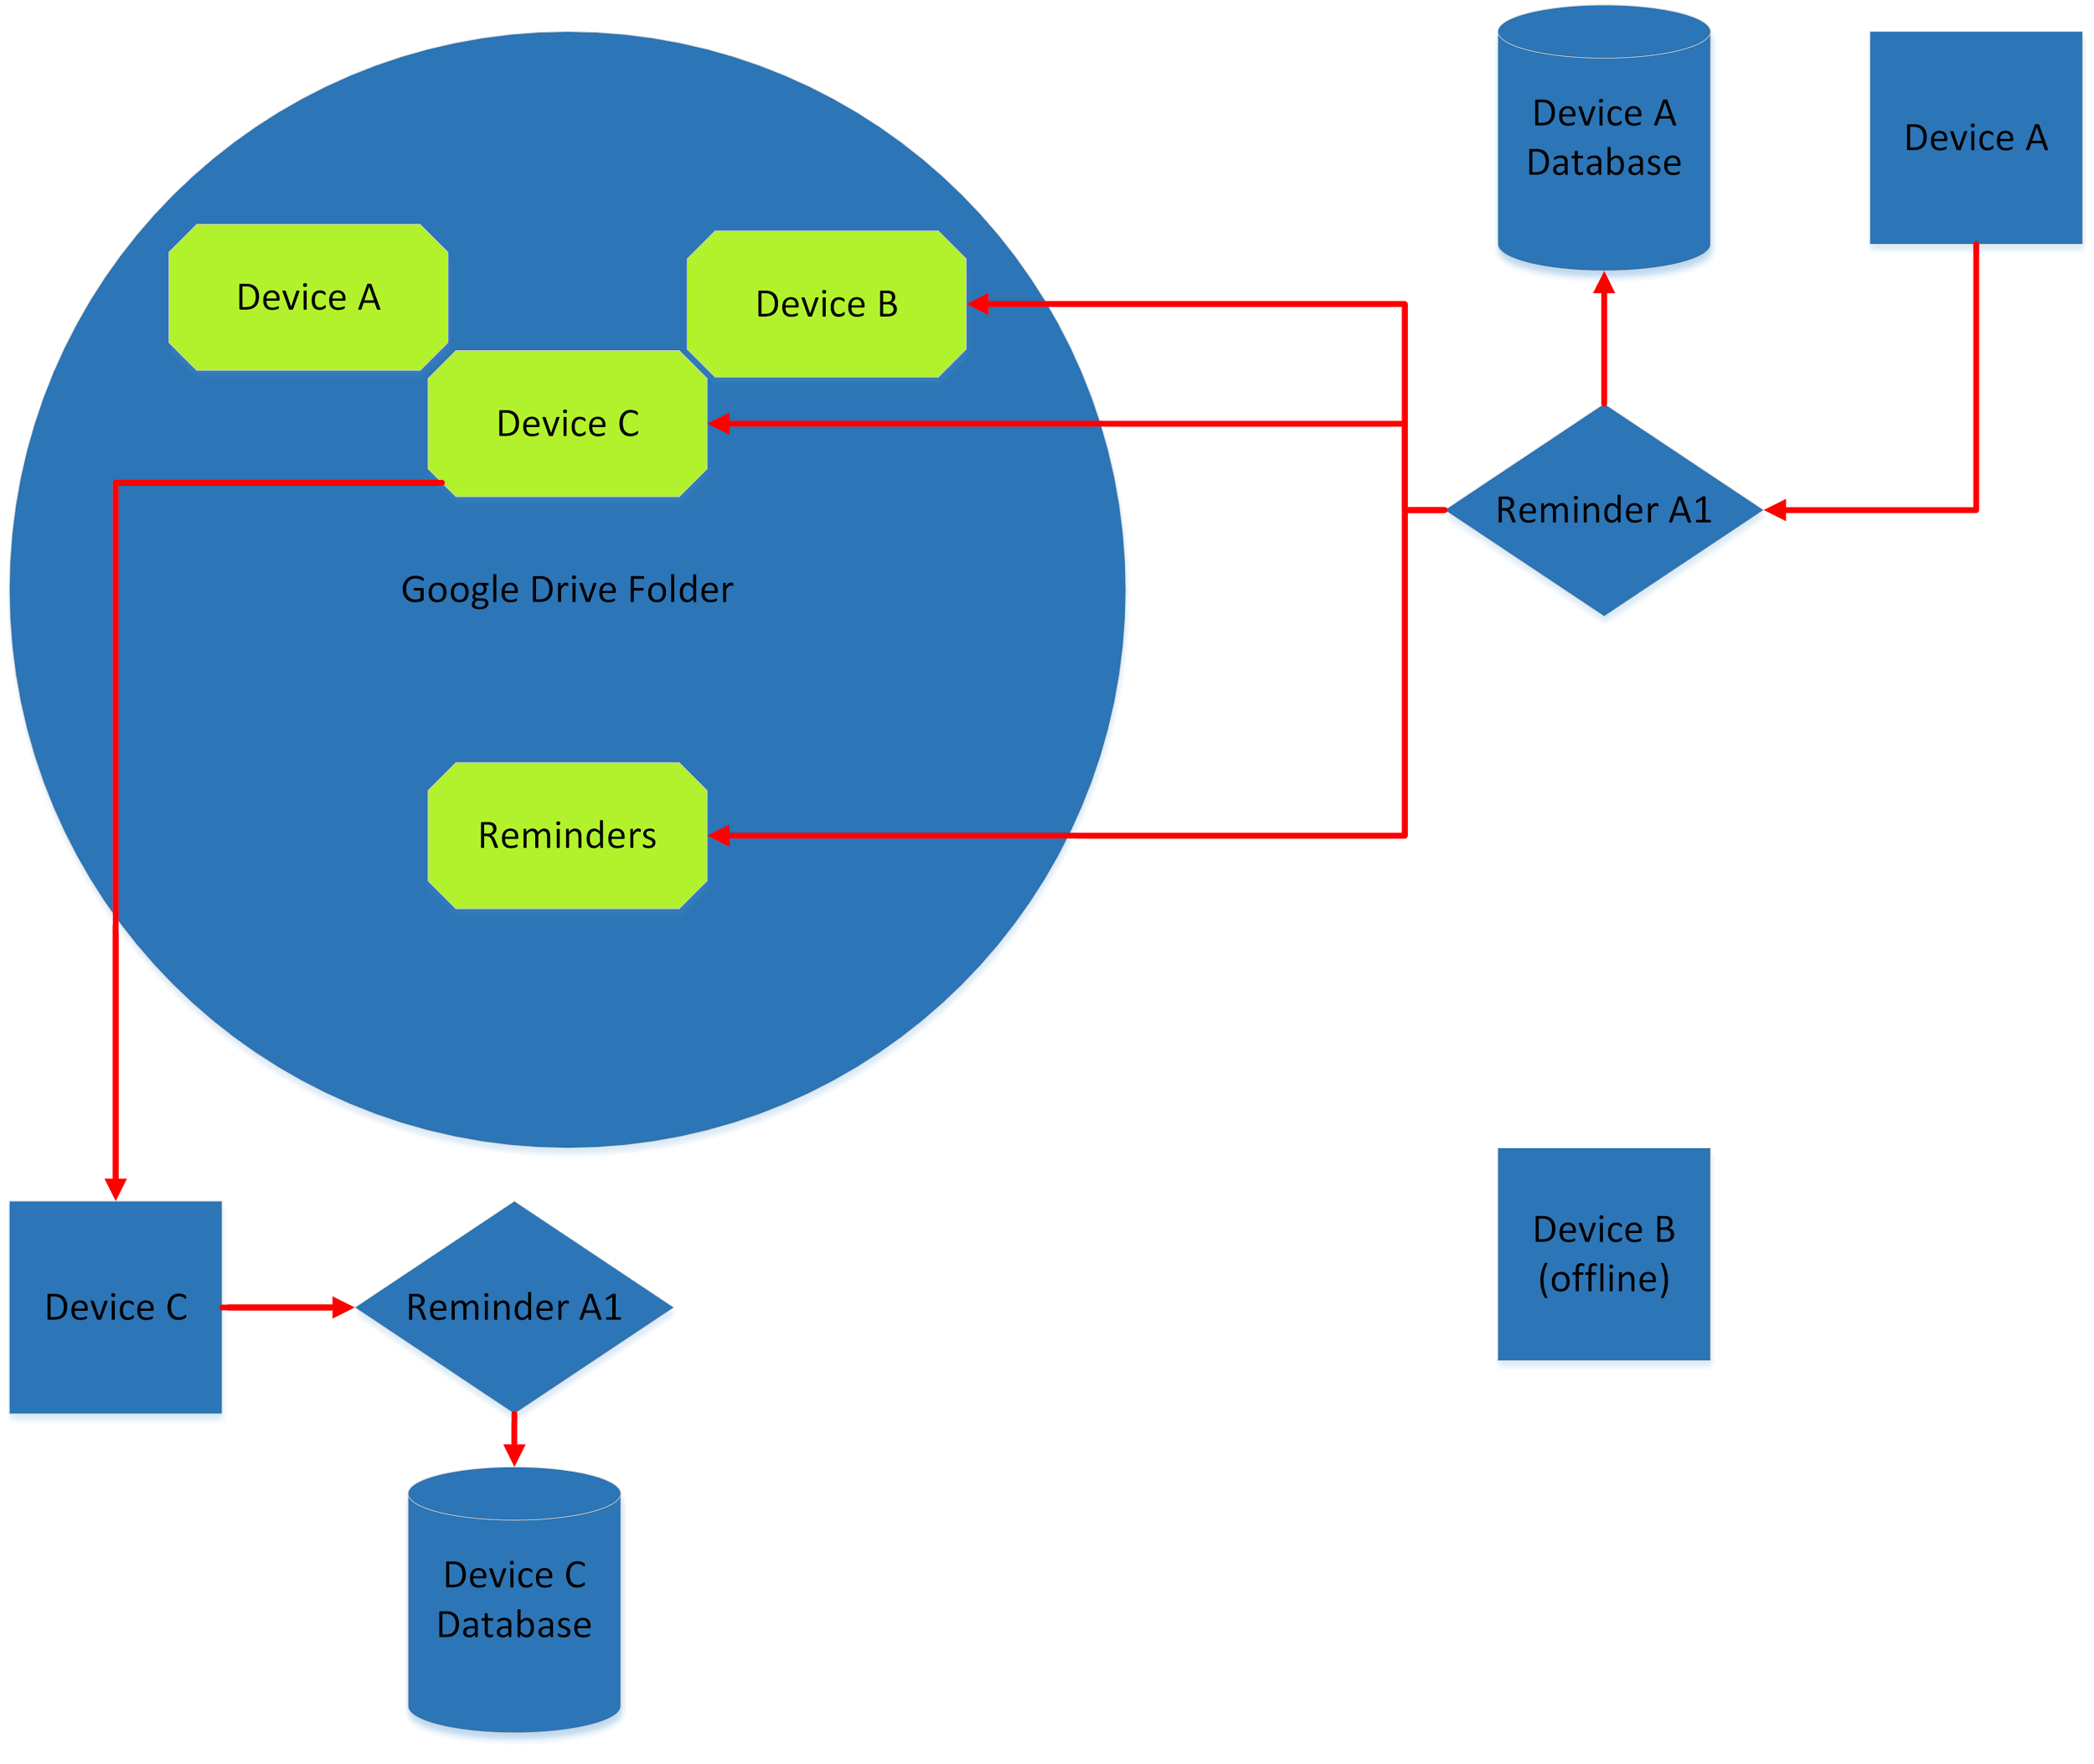 Device A
Database
Device A
Device A
Device B
Device C
Reminder A1
Google Drive Folder
Reminders
Device B
(offline)
Device C
Reminder A1
Device C
Database